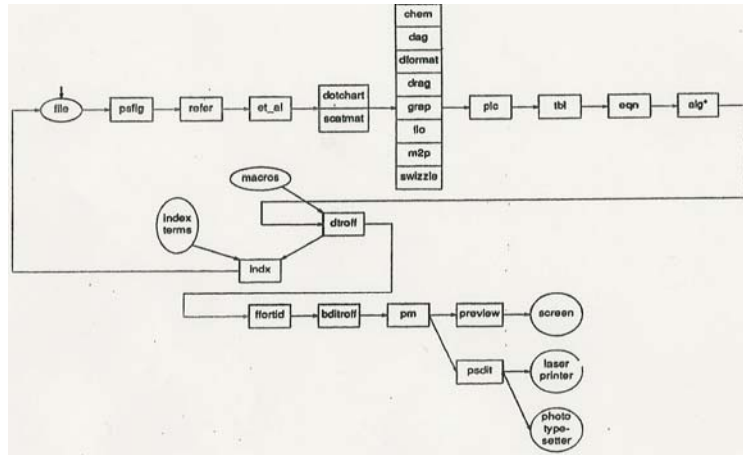 chem
dag
dformat
drag
grap
flo
m2p
swizzle
file
psfig
refer
et_al
dotchart
scatmat
pic
tbl
eqn
alg*
macros
index
terms
dtroff
indx
ffortid
bditroff
pm
preview
screen
psdit
laser
printer
photo
type-
setter